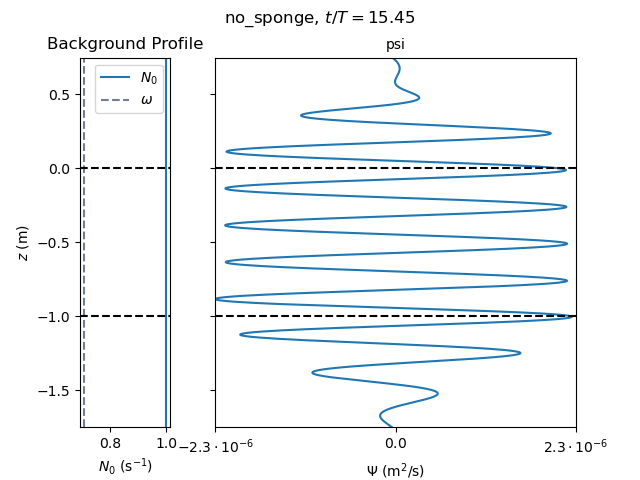 no_sponge, t/T = 15.45
Background Profile
psi
N₀
ω
0.5
0.0
−0.5
−1.0
−1.5
z (m)
0.8
1.0
N₀ (s⁻¹)
−2.3 · 10⁻⁶
0.0
2.3 · 10⁻⁶
Ψ (m²/s)